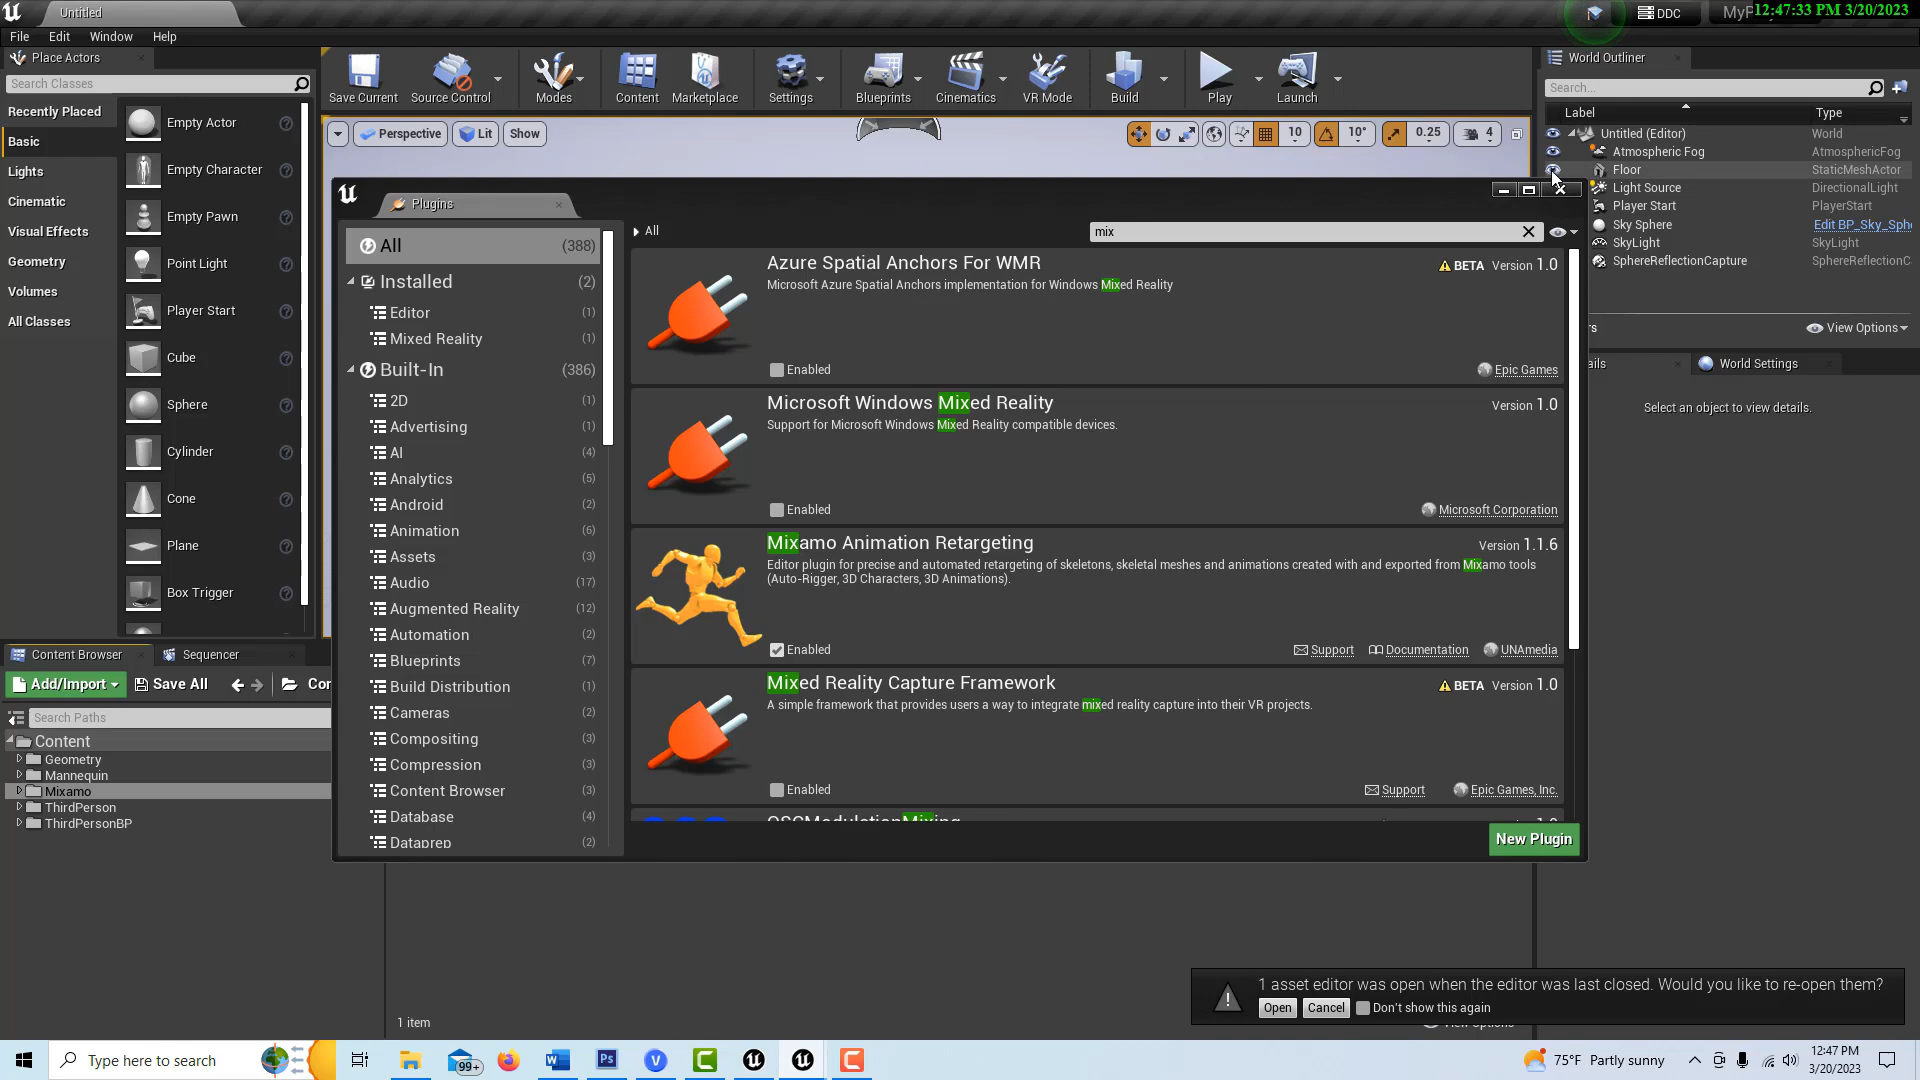 Untitled
DDC
MyP
12:47:33 PM 3/20/2023
File Edit Window Help
Place Actors
Search Classes
Recently Placed
Basic
Lights
Cinematic
Visual Effects
Geometry
Volumes
All Classes
Empty Actor
Empty Character
Empty Pawn
Point Light
Player Start
Cube
Sphere
Cylinder
Cone
Plane
Box Trigger
Save Current
Source Control
Modes
Content
Marketplace
Settings
Blueprints
Cinematics
VR Mode
Build
Play
Launch
Perspective
Lit
Show
10
10°
0.25
4
World Outliner
Search...
Label Type
Untitled (Editor) World
Atmospheric Fog AtmosphericFog
Floor StaticMeshActor
Light Source DirectionalLight
Player Start PlayerStart
Sky Sphere Edit BP_Sky_Sph
SkyLight SkyLight
SphereReflectionCapture SphereReflectionC
rs
View Options
ails
World Settings
Select an object to view details.
Plugins
All (388)
Installed (2)
Editor (1)
Mixed Reality (1)
Built-In (386)
2D (1)
Advertising (1)
AI (4)
Analytics (5)
Android (2)
Animation (6)
Assets (3)
Audio (17)
Augmented Reality (12)
Automation (2)
Blueprints (7)
Build Distribution (1)
Cameras (2)
Compositing (3)
Compression (3)
Content Browser (3)
Database (4)
Dataprep (2)
All
mix
Azure Spatial Anchors For WMR
BETA Version 1.0
Microsoft Azure Spatial Anchors implementation for Windows Mixed Reality
Enabled
Epic Games
Microsoft Windows Mixed Reality
Version 1.0
Support for Microsoft Windows Mixed Reality compatible devices.
Enabled
Microsoft Corporation
Mixamo Animation Retargeting
Version 1.1.6
Editor plugin for precise and automated retargeting of skeletons, skeletal meshes and animations created with and exported from Mixamo tools
(Auto-Rigger, 3D Characters, 3D Animations).
Enabled
Support Documentation UNAmedia
Mixed Reality Capture Framework
BETA Version 1.0
A simple framework that provides users a way to integrate mixed reality capture into their VR projects.
Enabled
Support Epic Games, Inc.
OSCModulationMixing
New Plugin
Content Browser
Sequencer
Add/Import
Save All
Con
Search Paths
Content
Geometry
Mannequin
Mixamo
ThirdPerson
ThirdPersonBP
1 item
1 asset editor was open when the editor was last closed. Would you like to re-open them?
Open
Cancel
Don't show this again
View Options
Type here to search
99+
75°F Partly sunny
12:47 PM
3/20/2023